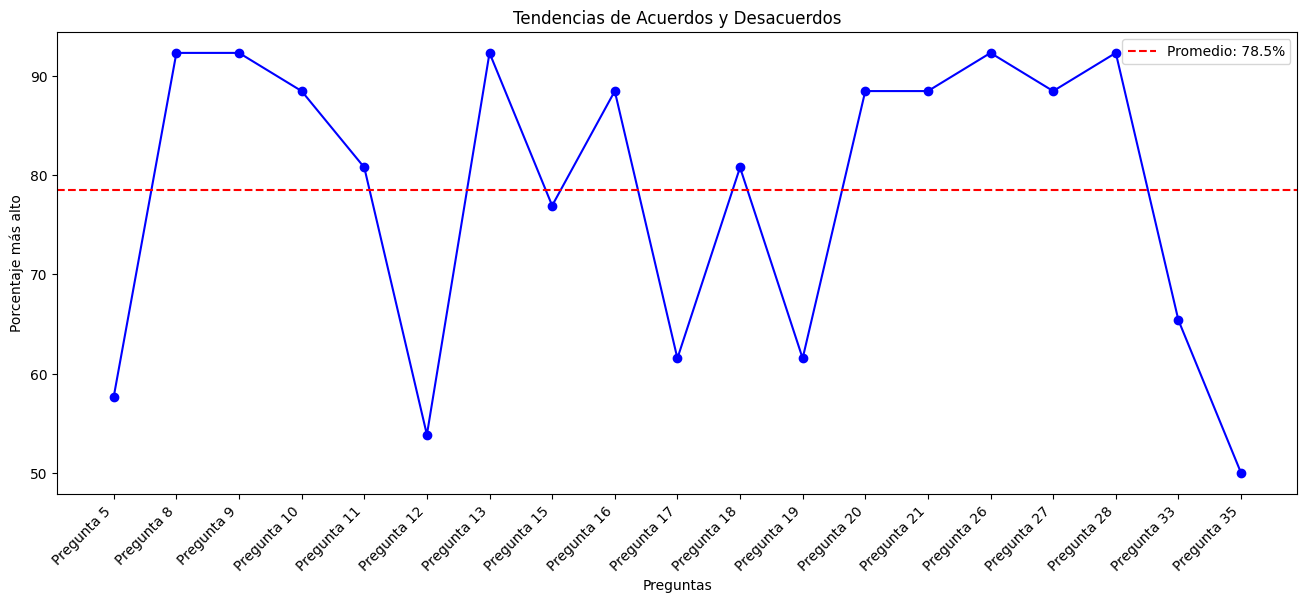 Tendencias de Acuerdos y Desacuerdos
Promedio: 78.5%
Porcentaje más alto
90
80
70
60
50
Pregunta 5
Pregunta 8
Pregunta 9
Pregunta 10
Pregunta 11
Pregunta 12
Pregunta 13
Pregunta 15
Pregunta 16
Pregunta 17
Pregunta 18
Pregunta 19
Pregunta 20
Pregunta 21
Pregunta 26
Pregunta 27
Pregunta 28
Pregunta 33
Pregunta 35
Preguntas